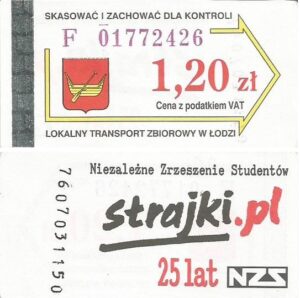 SKASOWAĆ I ZACHOWAĆ DLA KONTROLI
F 01772426
1,20 zł
Cena z podatkiem VAT
LOKALNY TRANSPORT ZBIOROWY W ŁODZI
Niezależne Zrzeszenie Studentów
strajki.pl
25 lat NZS
7607031150